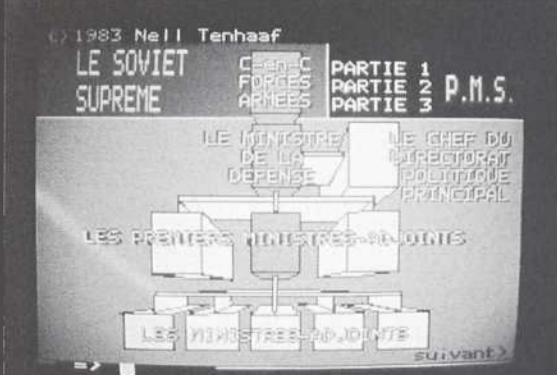 (c) 1983 Nell Tenhaaf
LE SOVIET
SUPREME
C-en-C
FORCES
ARMÉES
PARTIE 1
PARTIE 2
PARTIE 3
P.M.S.
LE MINISTRE
DE LA
DEFENSE
LE CHEF DU
DIRECTORAT
POLITIQUE
PRINCIPAL
LES PREMIERS MINISTRES-ADJOINTS
LES MINISTRES-ADJOINTS
suivant>
=>